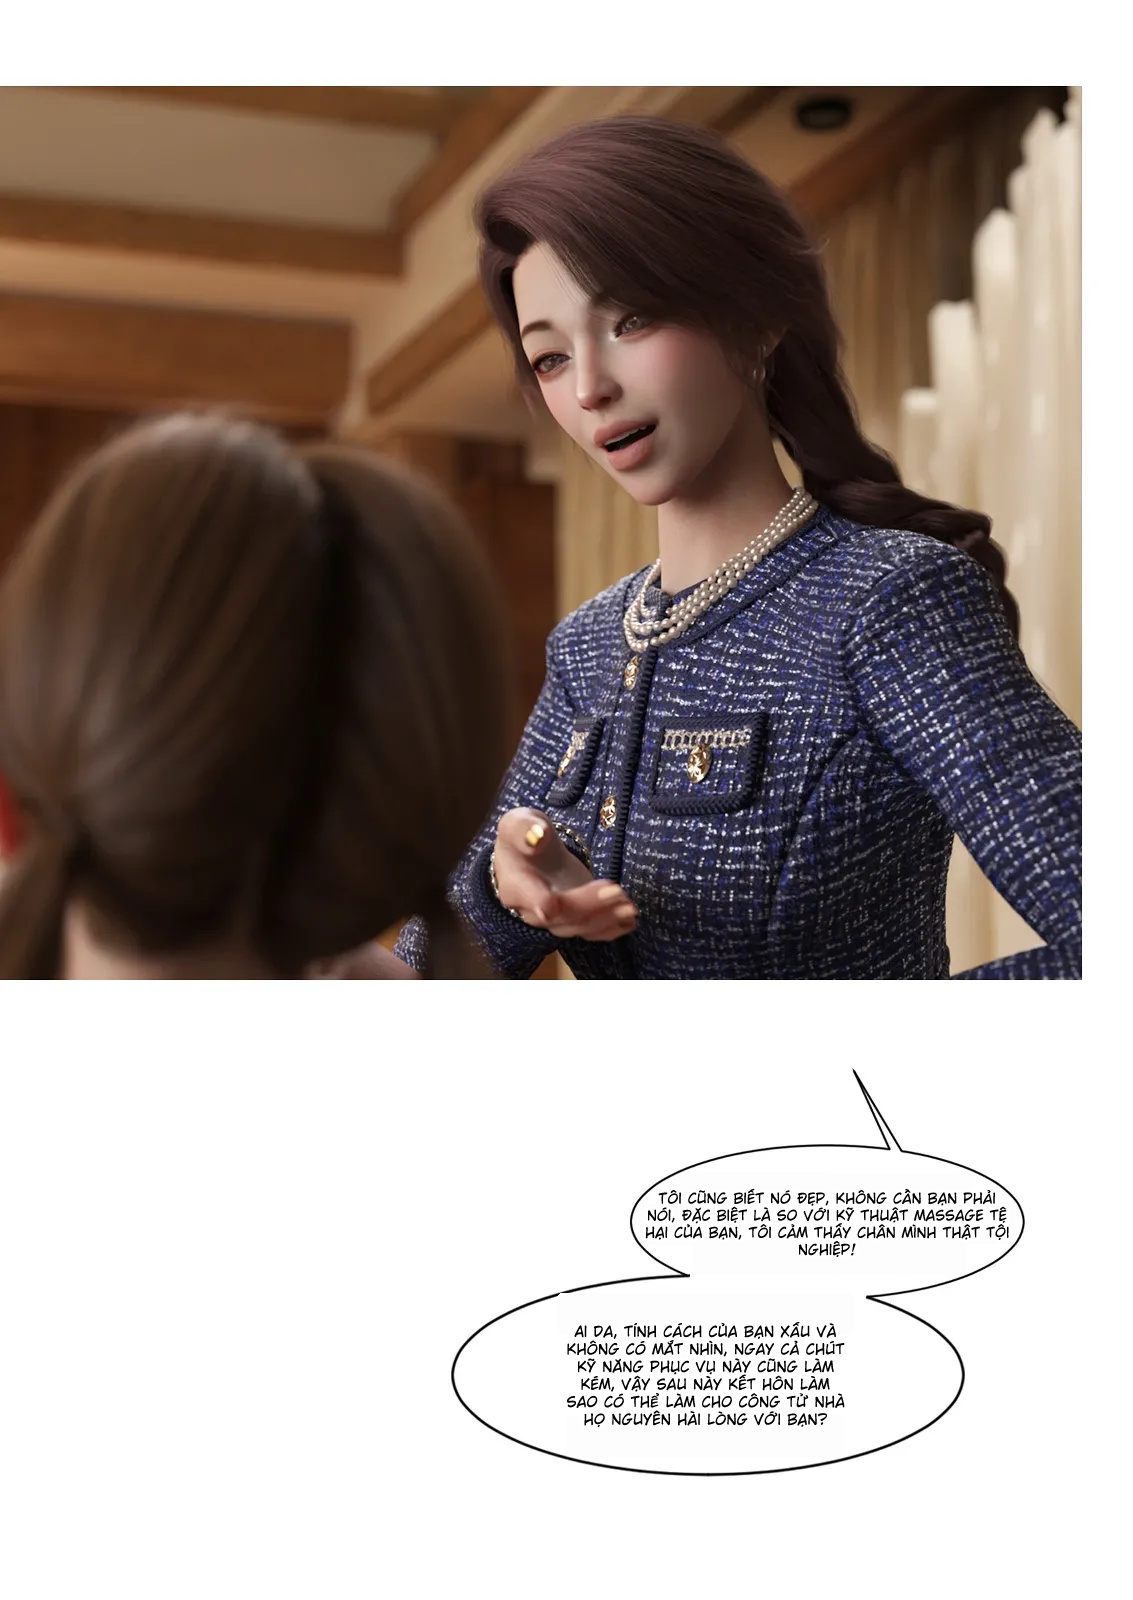 TÔI CŨNG BIẾT NÓ ĐẸP, KHÔNG CẦN BẠN PHẢI
NÓI, ĐẶC BIỆT LÀ SO VỚI KỸ THUẬT MASSAGE TỆ
HẠI CỦA BẠN, TÔI CẢM THẤY CHÂN MÌNH THẬT TỘI
NGHIỆP!
AI DA, TÍNH CÁCH CỦA BẠN XẤU VÀ
KHÔNG CÓ MẮT NHÌN, NGAY CẢ CHÚT
KỸ NĂNG PHỤC VỤ NÀY CŨNG LÀM
KÉM, VẬY SAU NÀY KẾT HÔN LÀM
SAO CÓ THỂ LÀM CHO CÔNG TỬ NHÀ
HỌ NGUYÊN HÀI LÒNG VỚI BẠN?